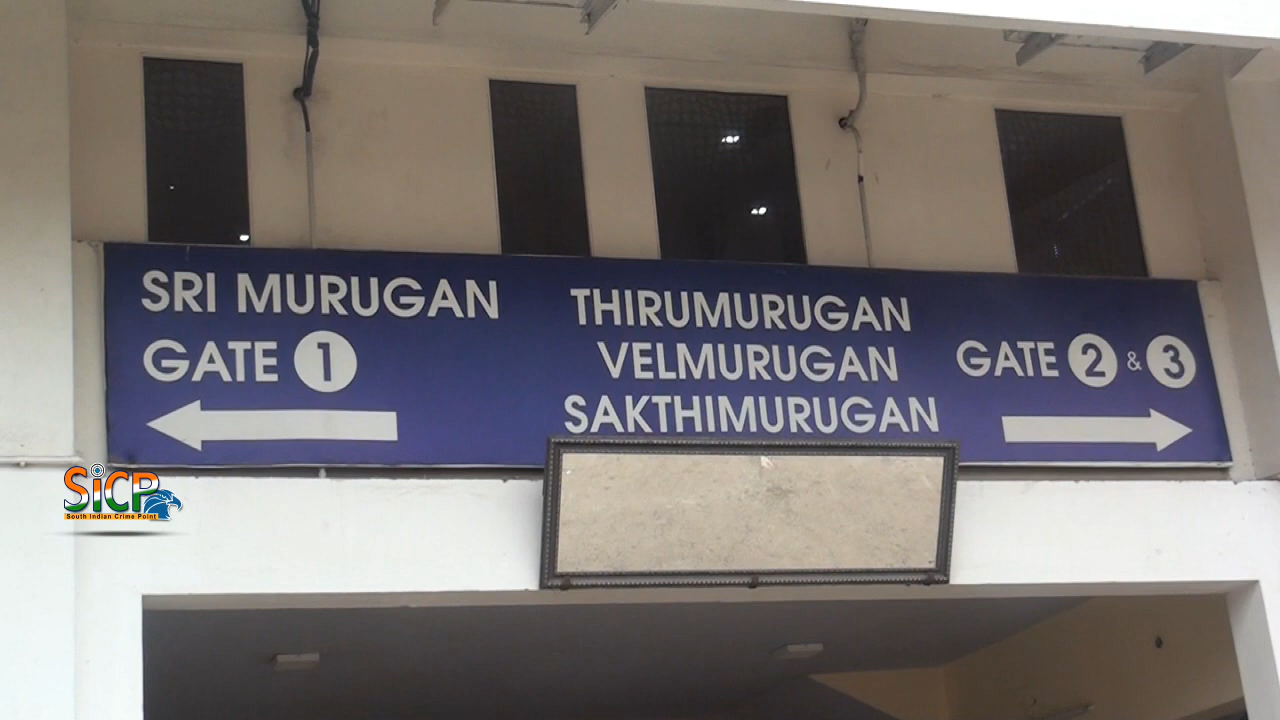 SRI MURUGAN
GATE 1
THIRUMURUGAN
VELMURUGAN
SAKTHIMURUGAN
GATE 2 & 3
SiCP
South Indian Crime Point